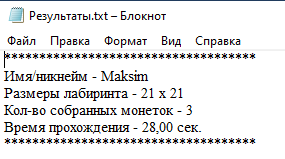 Результаты.txt – Блокнот
Файл Правка Формат Вид Справка
************************************
Имя/никнейм - Maksim
Размеры лабиринта - 21 x 21
Кол-во собранных монеток - 3
Время прохождения - 28,00 сек.
************************************